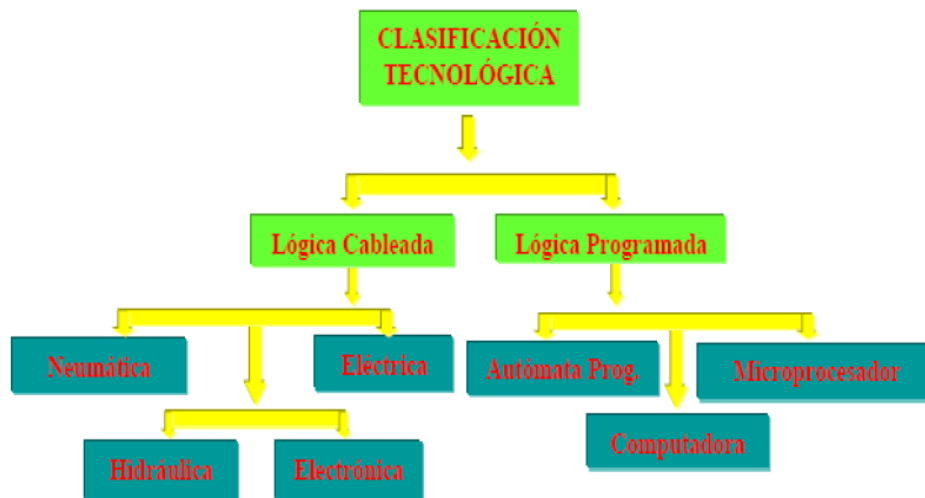 CLASIFICACIÓN
TECNOLÓGICA
Lógica Cableada
Lógica Programada
Neumática
Eléctrica
Autómata Prog.
Microprocesador
Hidráulica
Electrónica
Computadora